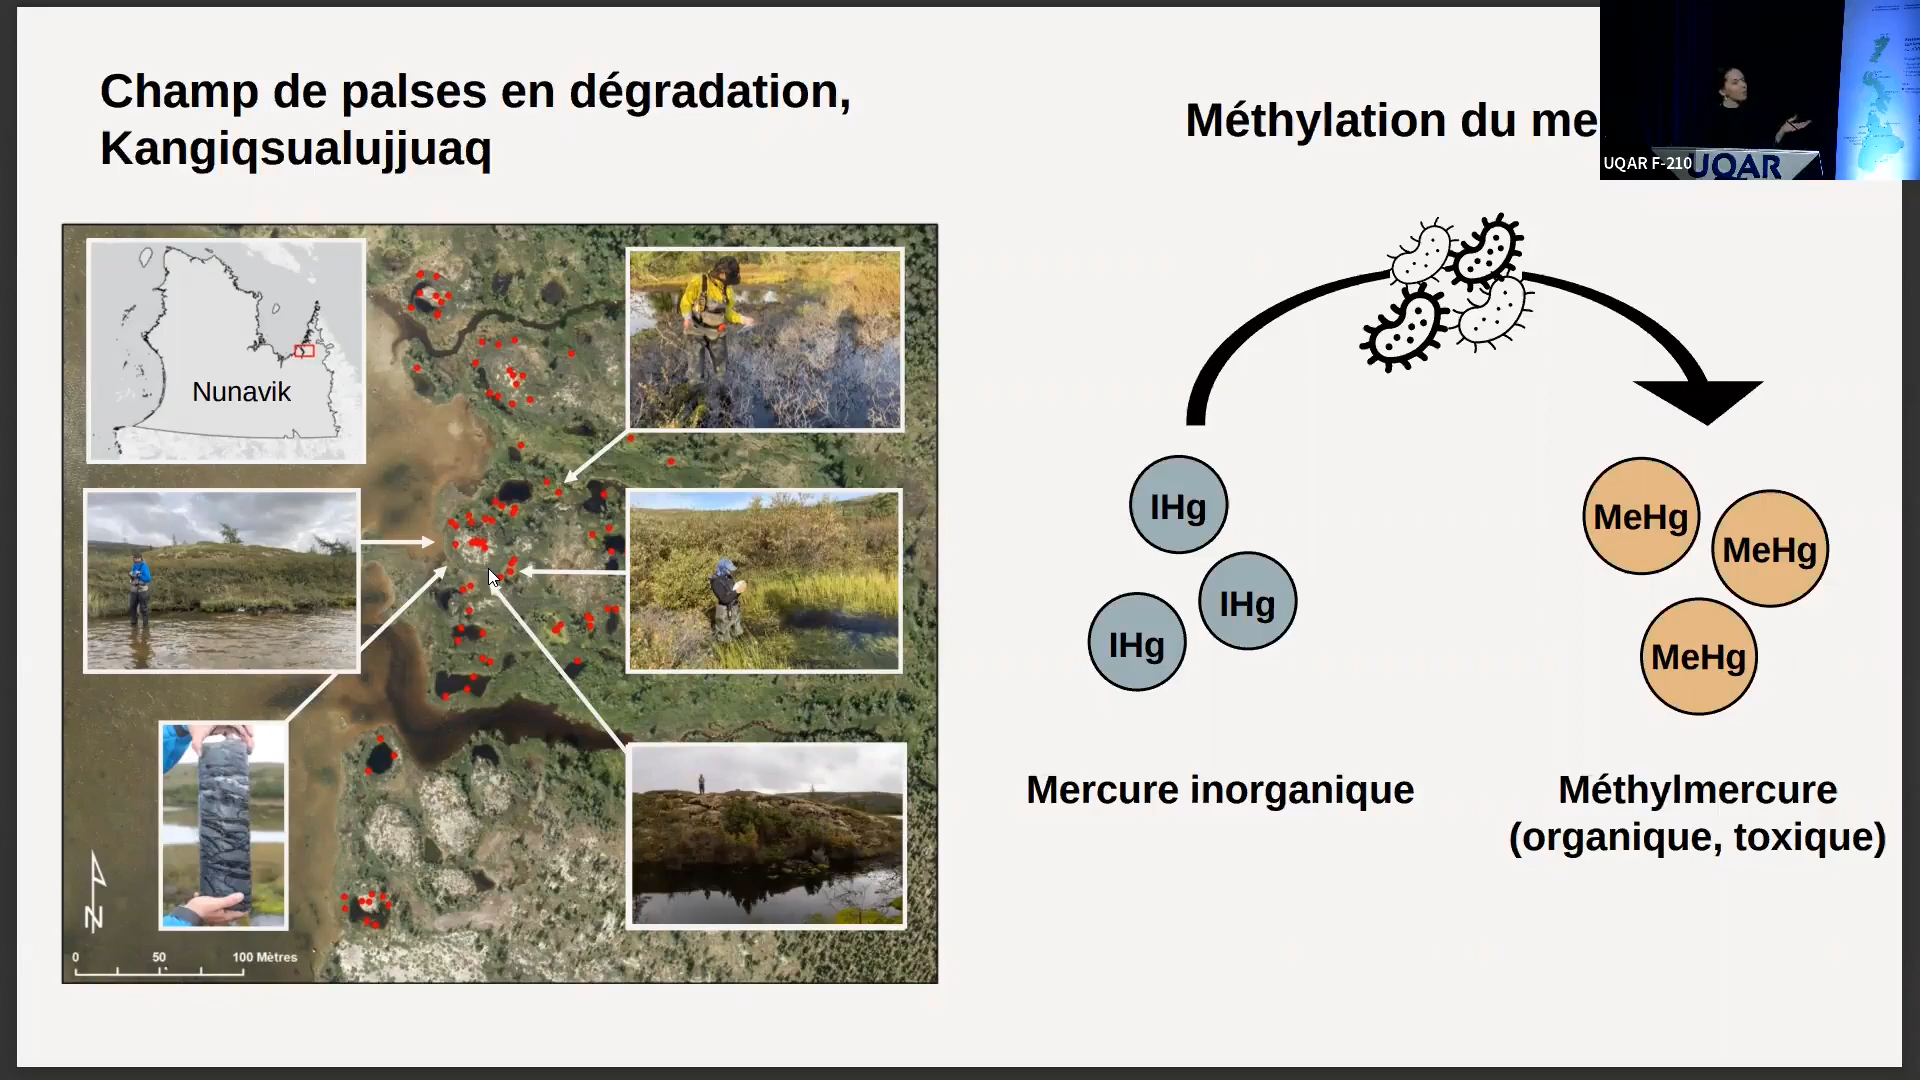 Champ de palses en dégradation,
Kangiqsualujjuaq
Nunavik
N
0 50 100 Mètres
Méthylation du me
UQAR F-210
UQAR
IHg
IHg
IHg
MeHg
MeHg
MeHg
Mercure inorganique
Méthylmercure
(organique, toxique)